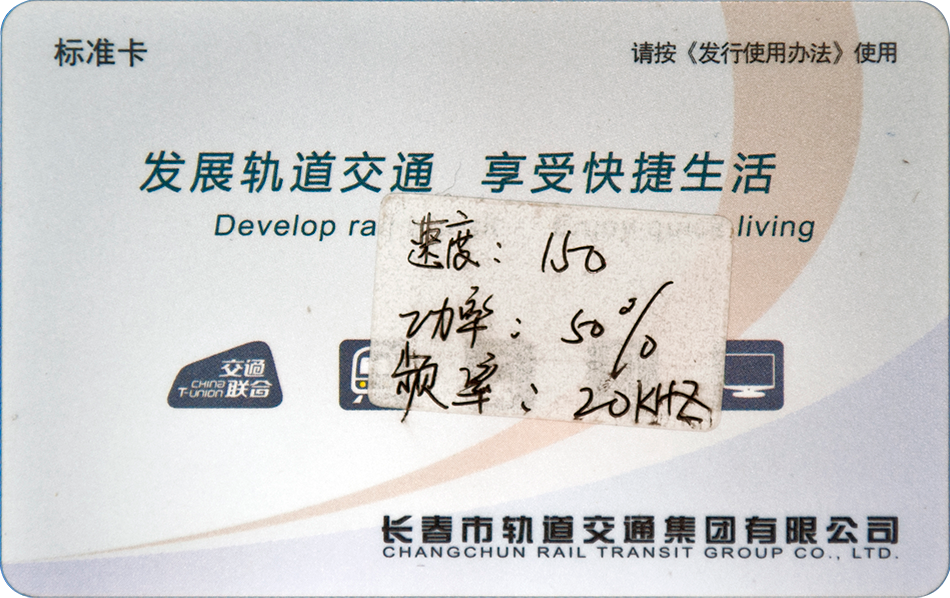 标准卡
请按《发行使用办法》使用
发展轨道交通 享受快捷生活
Develop ra
living
速度：150
功率：50%
频率：20KHZ
交通
CHINA
T-UNION 联合
长春市轨道交通集团有限公司
CHANGCHUN RAIL TRANSIT GROUP CO., LTD.